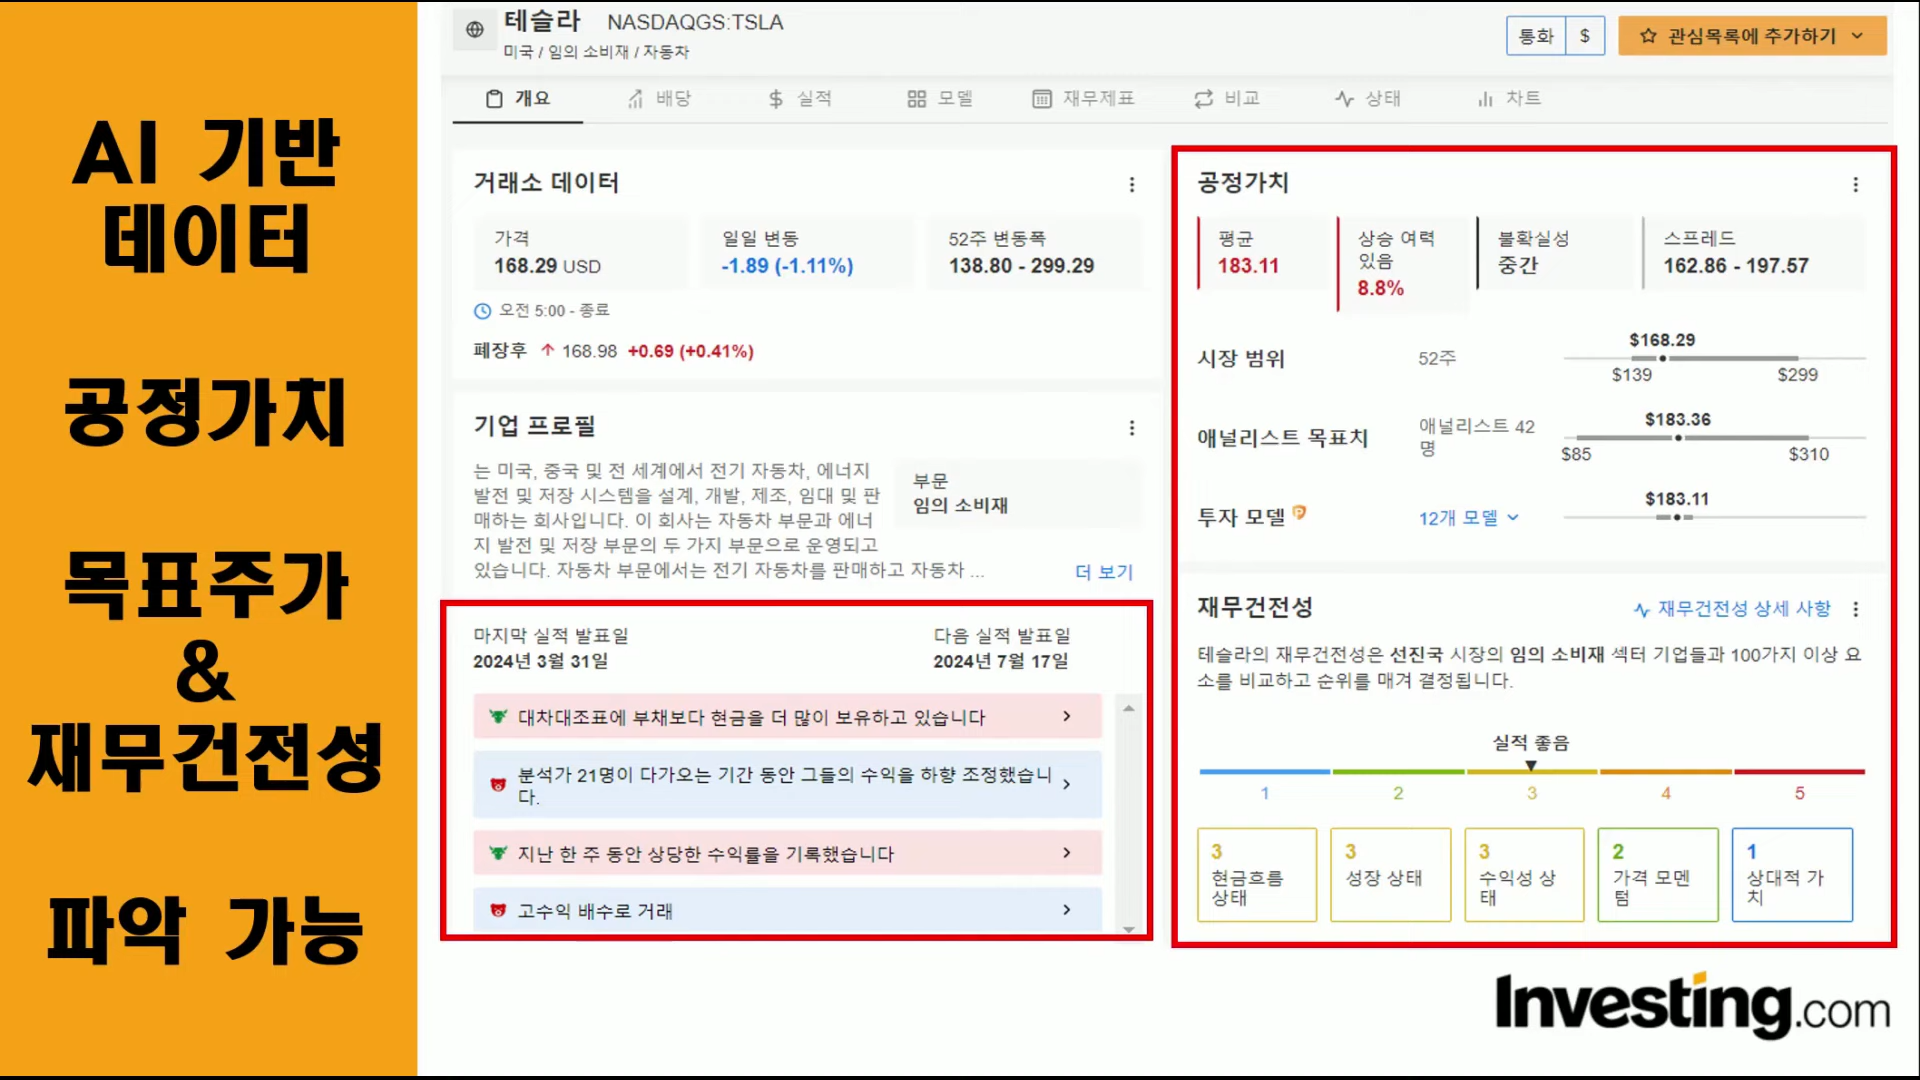 AI 기반
데이터
공정가치
목표주가
&
재무건전성
파악 가능
테슬라 NASDAQGS:TSLA
미국 / 임의 소비재 / 자동차
통화 $
관심목록에 추가하기
개요 배당 실적 모델 재무제표 비교 상태 차트
거래소 데이터
가격
168.29 USD
일일 변동
-1.89 (-1.11%)
52주 변동폭
138.80 - 299.29
오전 5:00 - 종료
폐장후 168.98 +0.69 (+0.41%)
기업 프로필
는 미국, 중국 및 전 세계에서 전기 자동차, 에너지
발전 및 저장 시스템을 설계, 개발, 제조, 임대 및 판
매하는 회사입니다. 이 회사는 자동차 부문과 에너
지 발전 및 저장 부문의 두 가지 부문으로 운영되고
있습니다. 자동차 부문에서는 전기 자동차를 판매하고 자동차 ...
더 보기
부문
임의 소비재
마지막 실적 발표일
2024년 3월 31일
다음 실적 발표일
2024년 7월 17일
대차대조표에 부채보다 현금을 더 많이 보유하고 있습니다
분석가 21명이 다가오는 기간 동안 그들의 수익을 하향 조정했습니
다.
지난 한 주 동안 상당한 수익률을 기록했습니다
고수익 배수로 거래
공정가치
평균
183.11
상승 여력
있음
8.8%
불확실성
중간
스프레드
162.86 - 197.57
시장 범위 52주
$168.29
$139 $299
애널리스트 목표치
애널리스트 42
명
$183.36
$85 $310
투자 모델 12개 모델
$183.11
재무건전성
재무건전성 상세 사항
테슬라의 재무건전성은 선진국 시장의 임의 소비재 섹터 기업들과 100가지 이상 요
소를 비교하고 순위를 매겨 결정됩니다.
실적 좋음
1 2 3 4 5
3
현금흐름
상태
3
성장 상태
3
수익성 상
태
2
가격 모멘
텀
1
상대적 가
치
Investing.com